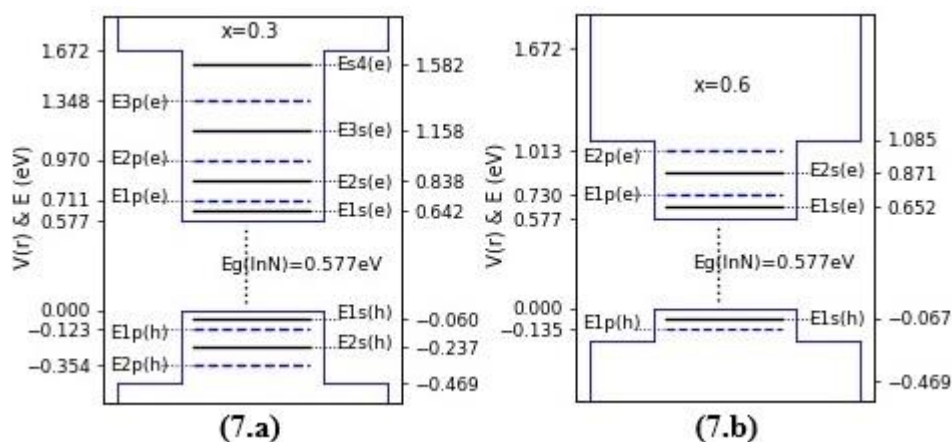 x=0.3
V(r) & E (eV)
1.672
1.348
0.970
0.711
0.577
0.000
−0.123
−0.354
E3p(e)
E2p(e)
E1p(e)
E1p(h)
E2p(h)
Es4(e)
E3s(e)
E2s(e)
E1s(e)
Eg(InN)=0.577eV
E1s(h)
E2s(h)
1.582
1.158
0.838
0.642
−0.060
−0.237
−0.469
(7.a)
x=0.6
V(r) & E (eV)
1.672
1.013
0.730
0.577
0.000
−0.135
E2p(e)
E1p(e)
E1p(h)
E2s(e)
E1s(e)
Eg(InN)=0.577eV
E1s(h)
1.085
0.871
0.652
−0.067
−0.469
(7.b)